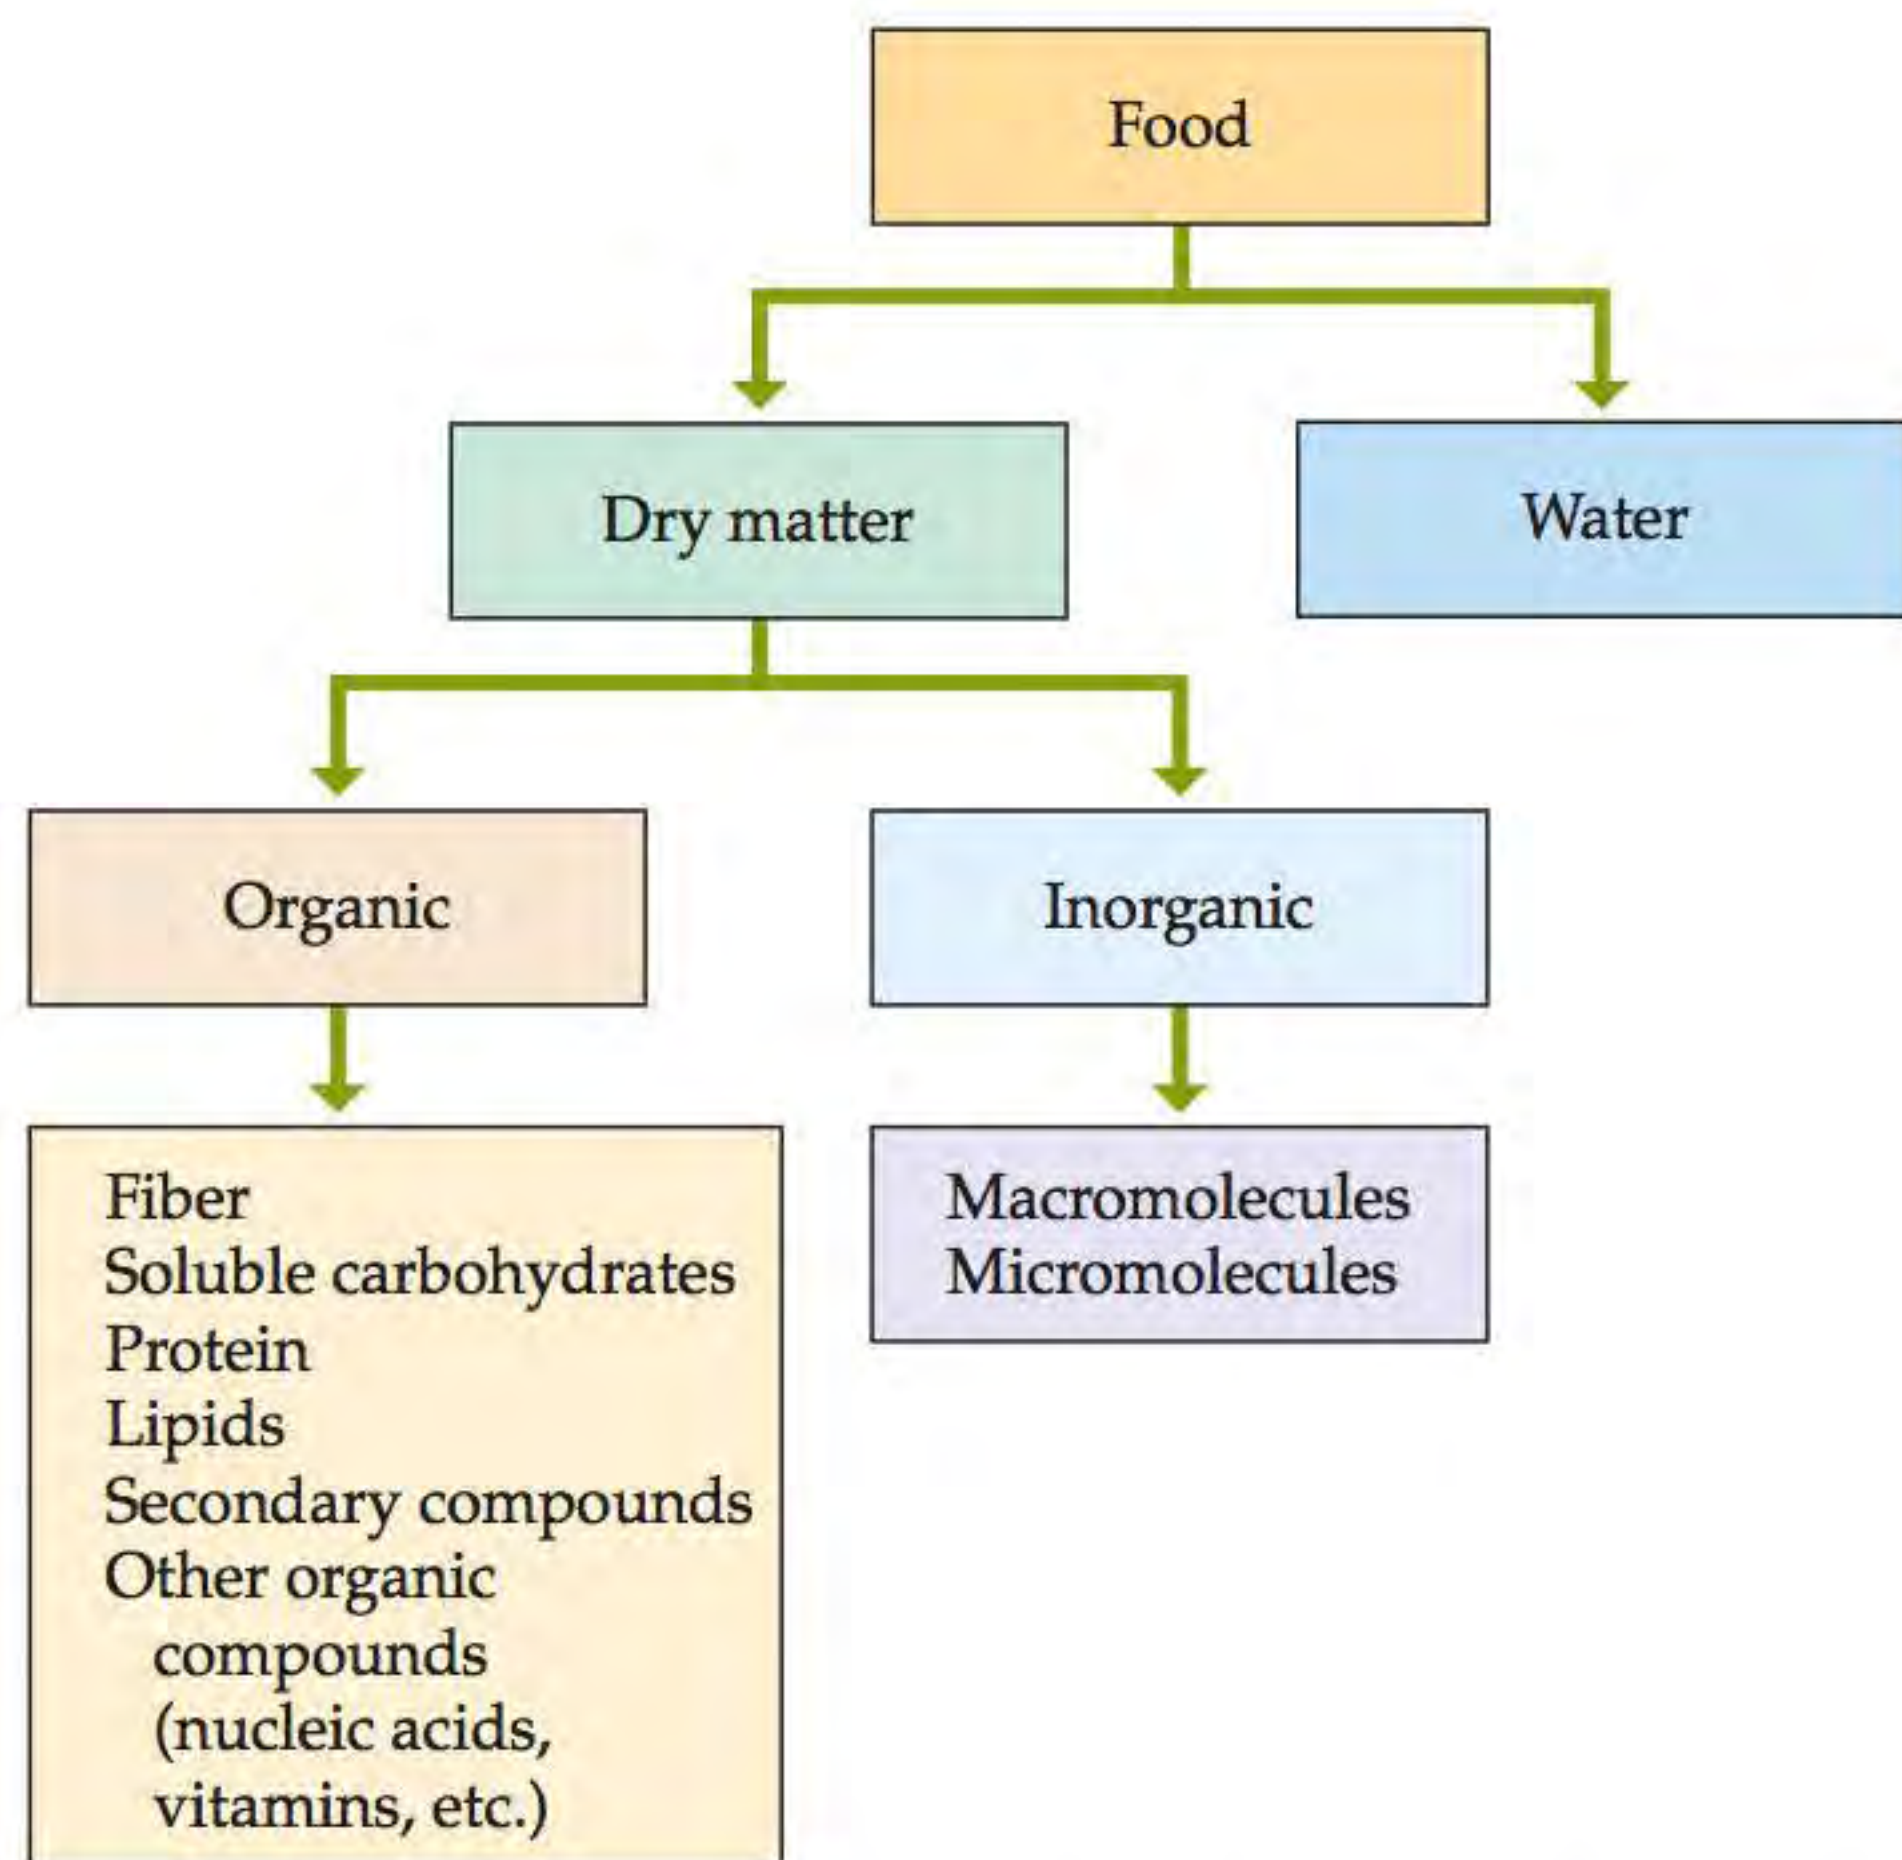 Food
Dry matter
Water
Organic
Inorganic
Fiber
Soluble carbohydrates
Protein
Lipids
Secondary compounds
Other organic
compounds
(nucleic acids,
vitamins, etc.)
Macromolecules
Micromolecules